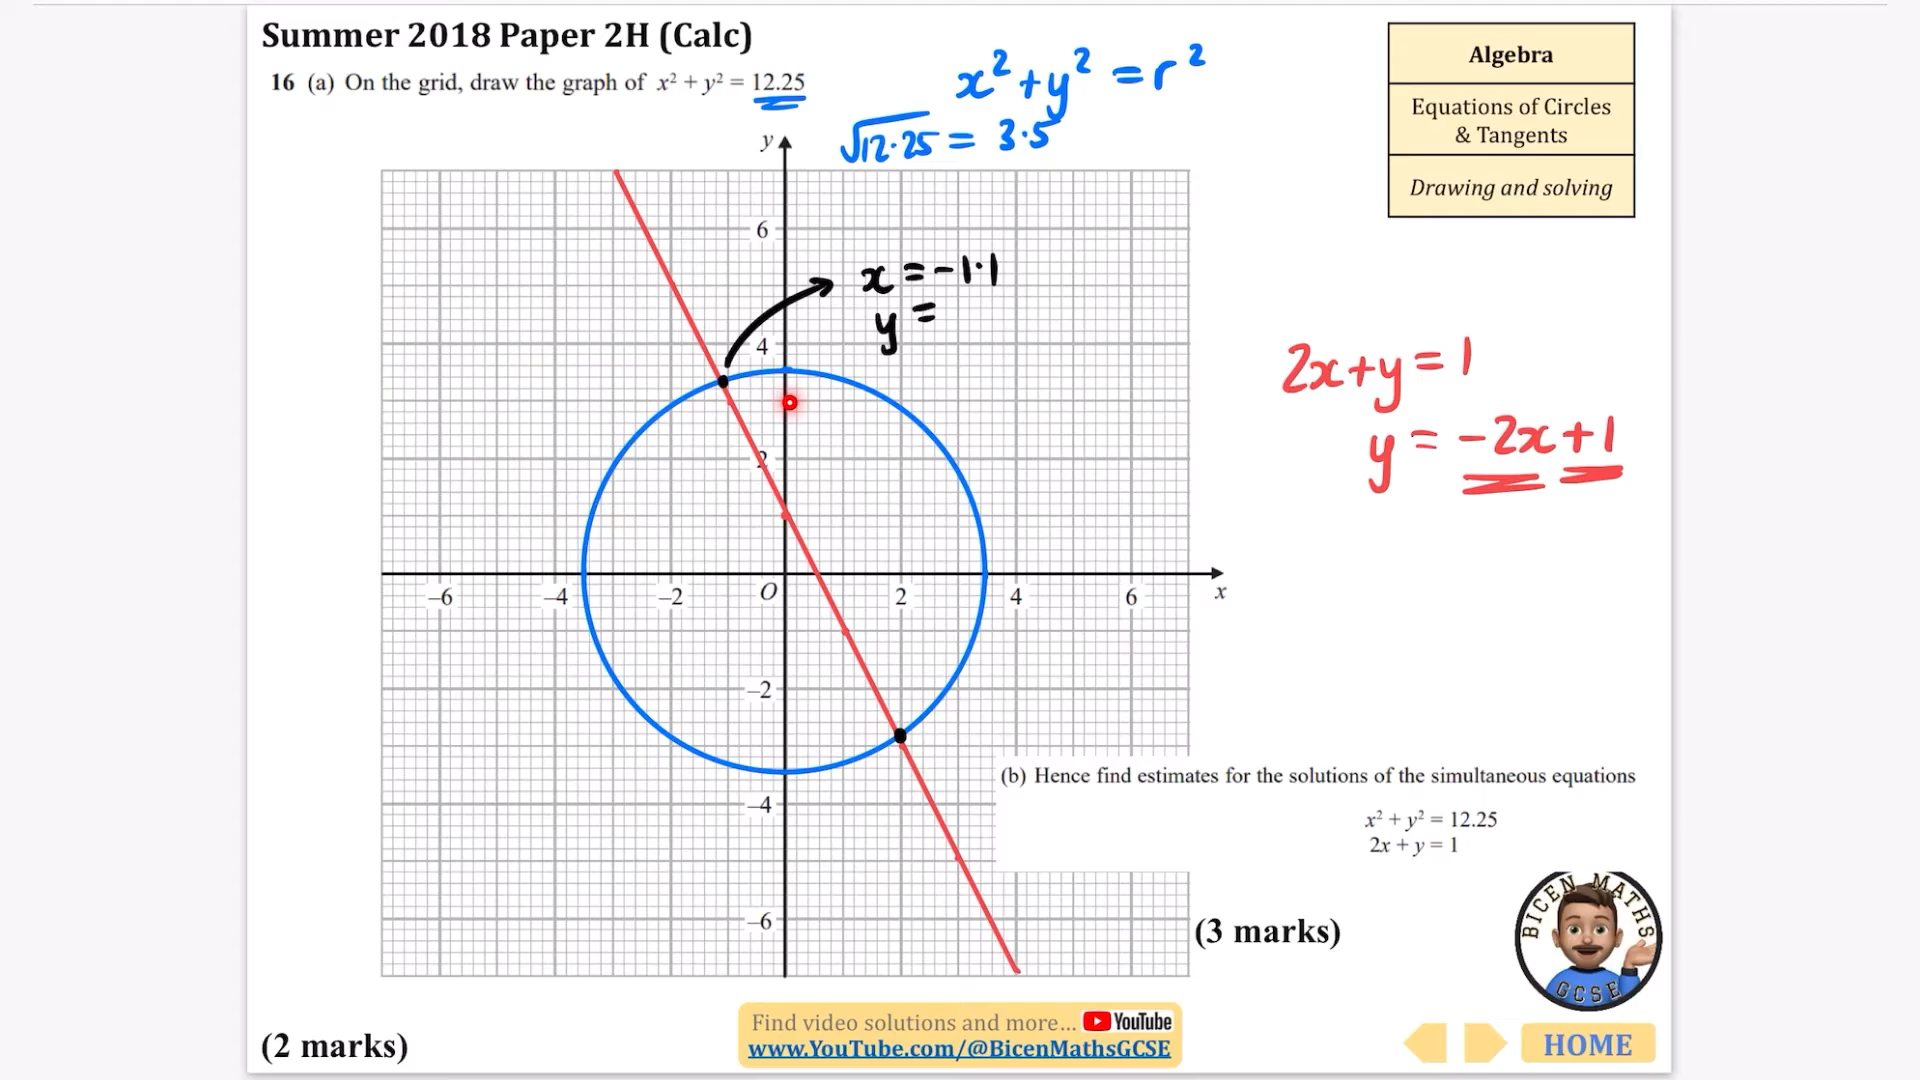 Summer 2018 Paper 2H (Calc)
16 (a) On the grid, draw the graph of x² + y² = 12.25
x² + y² = r²
√12.25 = 3.5
Algebra
Equations of Circles
& Tangents
Drawing and solving
y
6
x = -1.1
y =
4
2
2x + y = 1
y = -2x + 1
–6
–4
–2
O
2
4
6
x
–2
–4
–6
(b) Hence find estimates for the solutions of the simultaneous equations
x² + y² = 12.25
2x + y = 1
(3 marks)
BICEN MATHS
GCSE
(2 marks)
Find video solutions and more... YouTube
www.YouTube.com/@BicenMathsGCSE
HOME